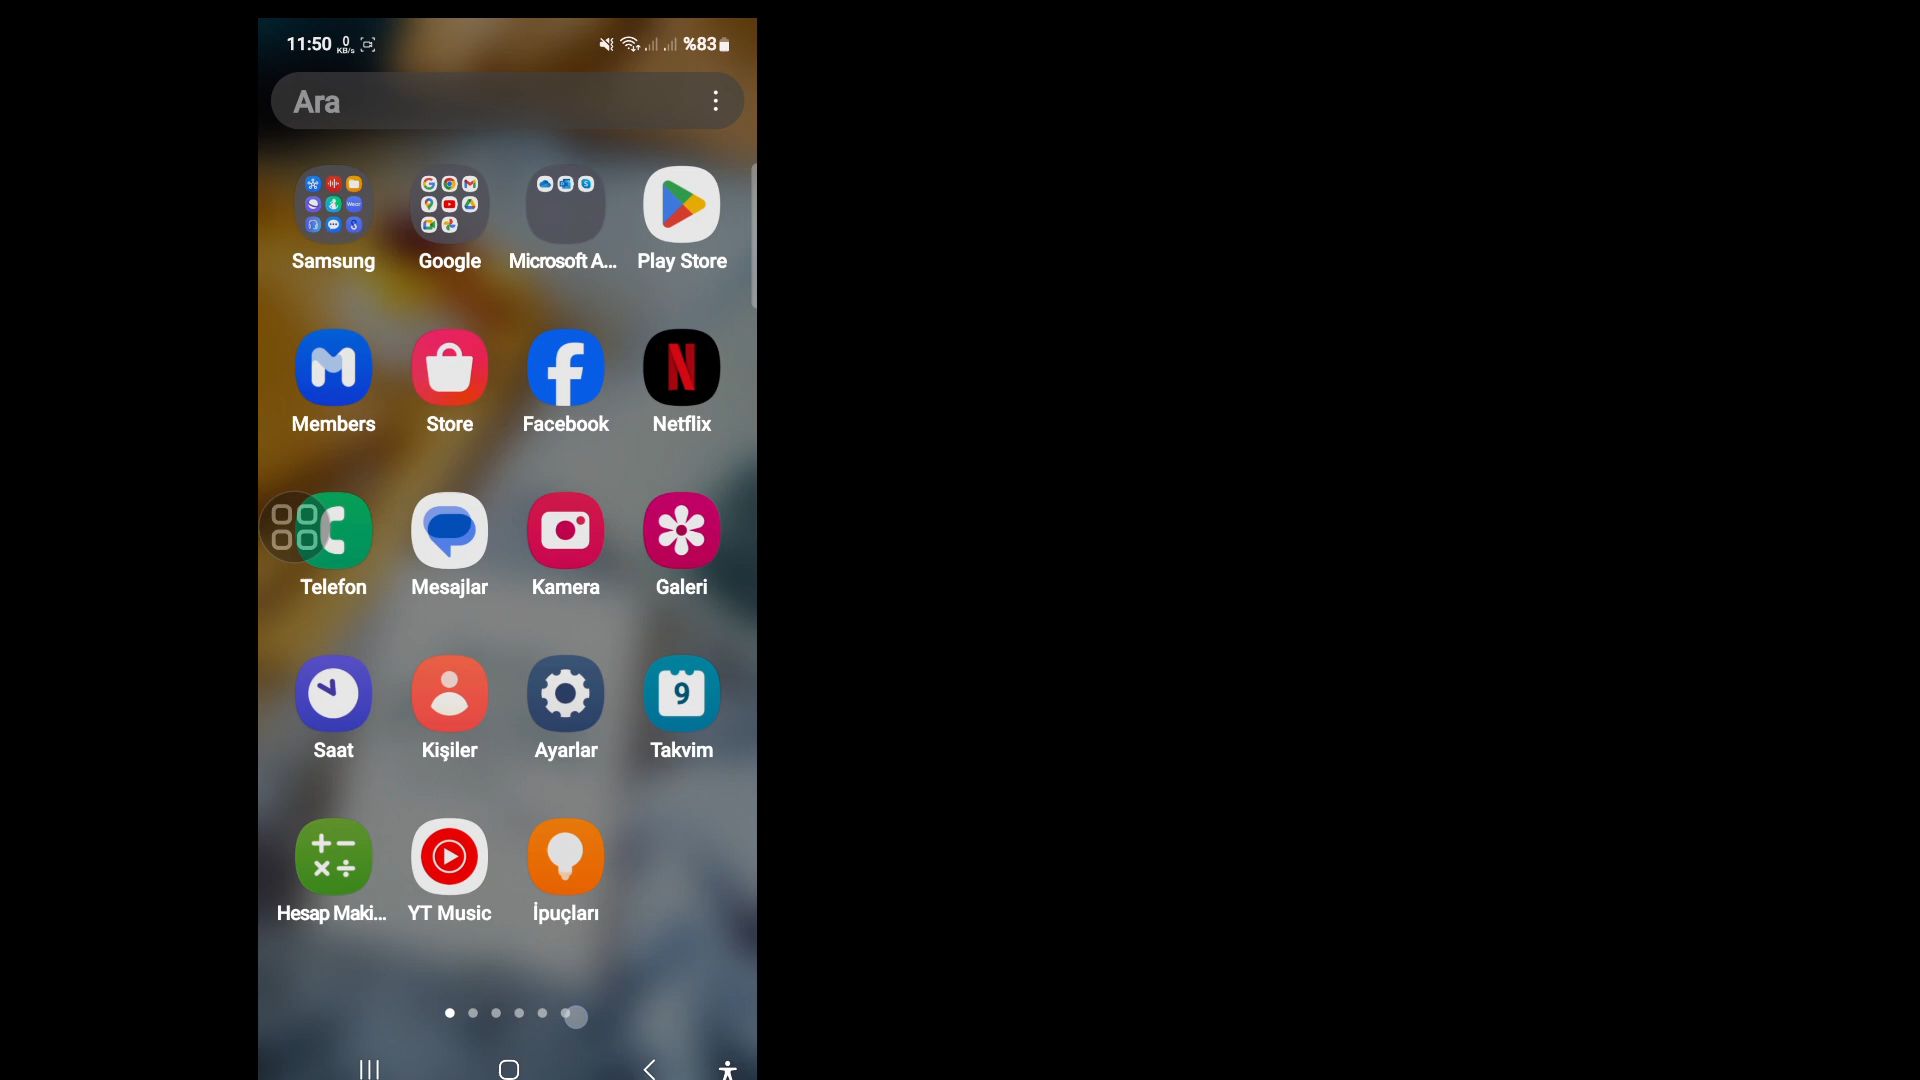 11:50 0 KB/s %83
Ara
Samsung Google Microsoft A... Play Store
Members Store Facebook Netflix
Telefon Mesajlar Kamera Galeri
9
Saat Kişiler Ayarlar Takvim
Hesap Maki... YT Music İpuçları